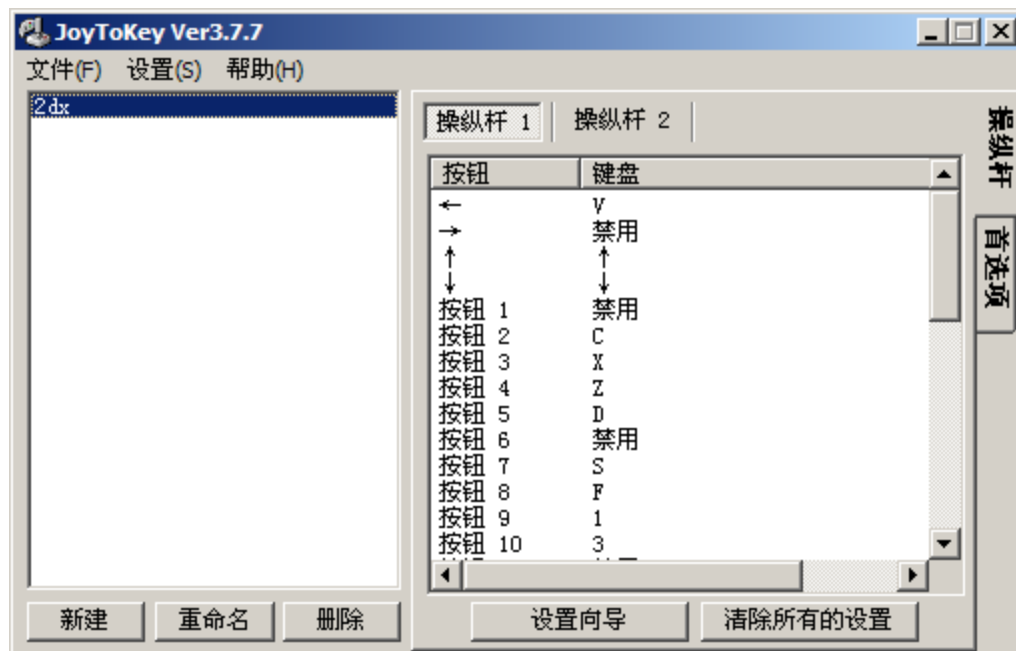 JoyToKey Ver3.7.7
文件(F) 设置(S) 帮助(H)
2dx
操纵杆 1 操纵杆 2
按钮 键盘
← V
→ 禁用
↑ ↑
↓ ↓
按钮 1 禁用
按钮 2 C
按钮 3 X
按钮 4 Z
按钮 5 D
按钮 6 禁用
按钮 7 S
按钮 8 F
按钮 9 1
按钮 10 3
操纵杆
首选项
新建 重命名 删除 设置向导 清除所有的设置